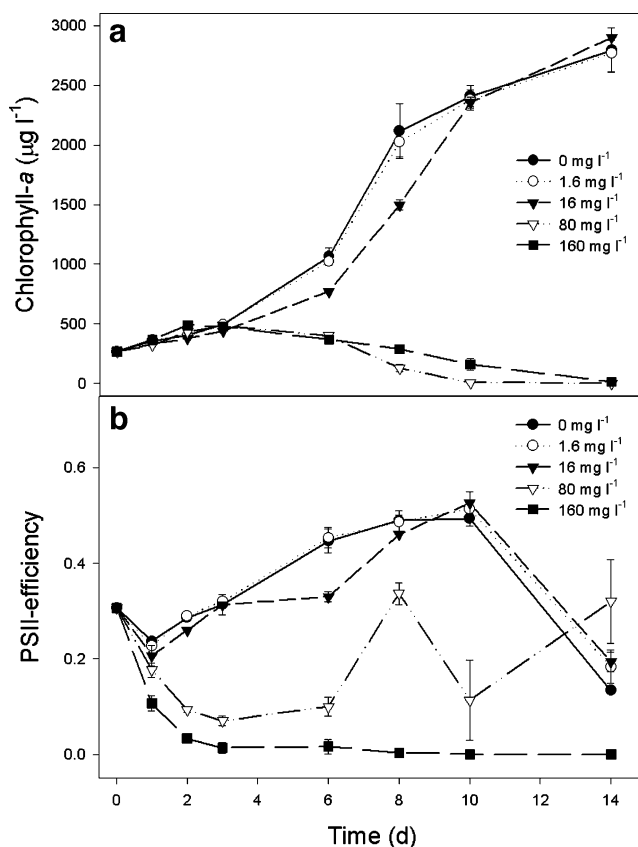 a
3000
2500
2000
1500
1000
500
0
Chlorophyll-a (µg l⁻¹)
0 mg l⁻¹
1.6 mg l⁻¹
16 mg l⁻¹
80 mg l⁻¹
160 mg l⁻¹
b
0.6
0.4
0.2
0.0
PSII-efficiency
0 mg l⁻¹
1.6 mg l⁻¹
16 mg l⁻¹
80 mg l⁻¹
160 mg l⁻¹
0 2 4 6 8 10 12 14
Time (d)